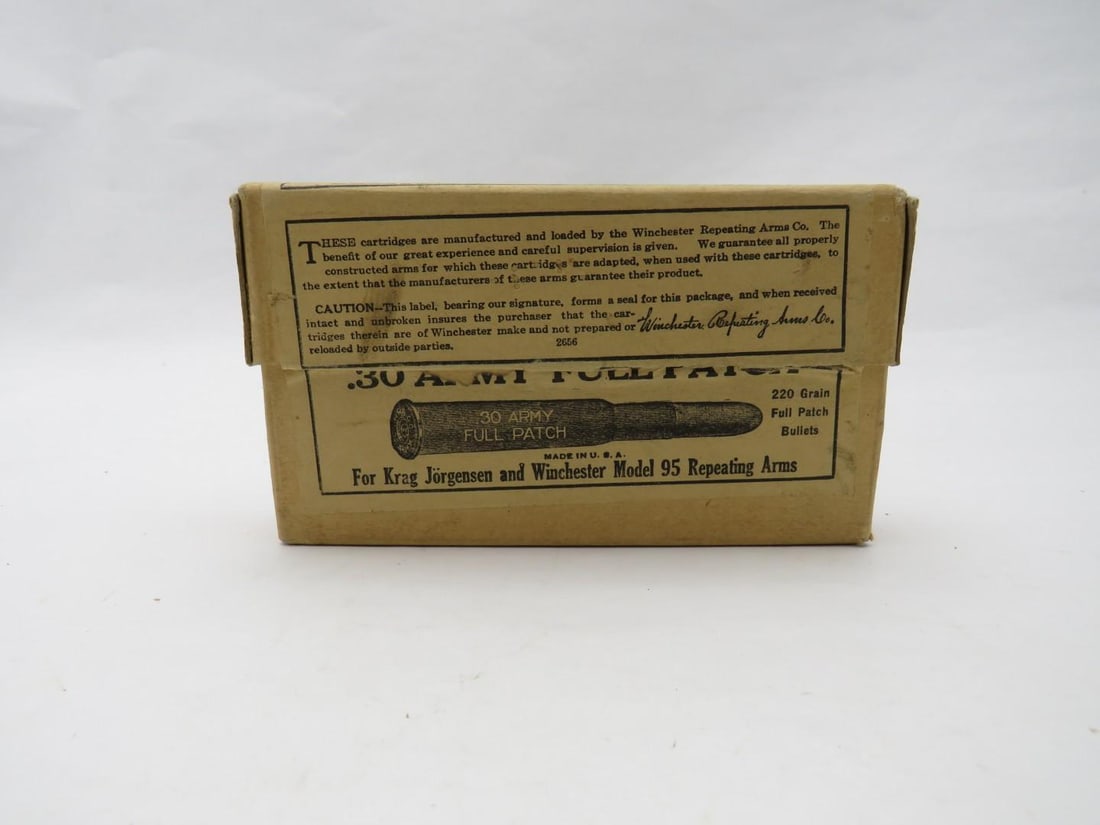 THESE cartridges are manufactured and loaded by the Winchester Repeating Arms Co. The
benefit of our great experience and careful supervision is given. We guarantee all properly
constructed arms for which these cartridges are adapted, when used with these cartridges, to
the extent that the manufacturers of these arms guarantee their product.
CAUTION--This label, bearing our signature, forms a seal for this package, and when received
intact and unbroken insures the purchaser that the car-
tridges therein are of Winchester make and not prepared or
reloaded by outside parties.
Winchester Repeating Arms Co.
2656
.30 ARMY FULL PATCH
30 ARMY
FULL PATCH
220 Grain
Full Patch
Bullets
MADE IN U. S. A.
For Krag Jörgensen and Winchester Model 95 Repeating Arms